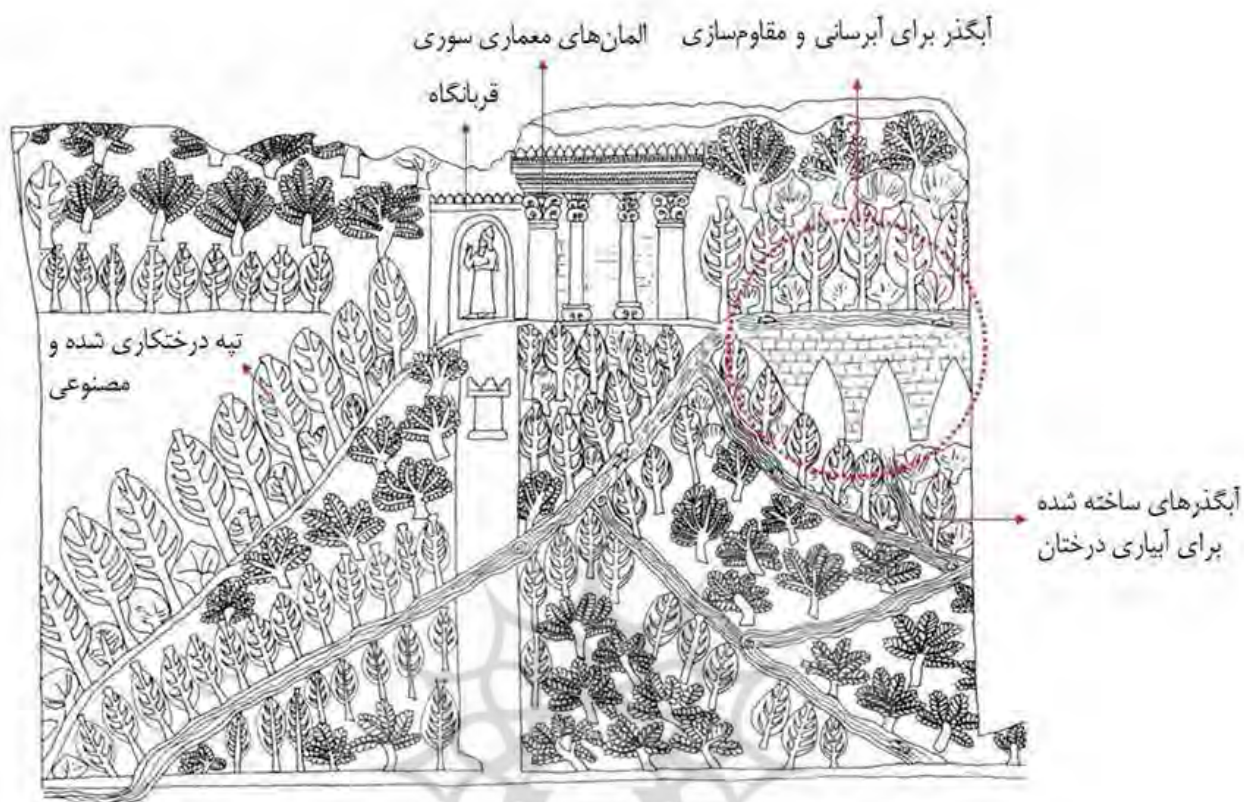 آبگذر برای آبرسانی و مقاوم‌سازی
المان‌های معماری سوری
قربانگاه
تپه درختکاری شده و
مصنوعی
آبگذرهای ساخته شده
برای آبیاری درختان